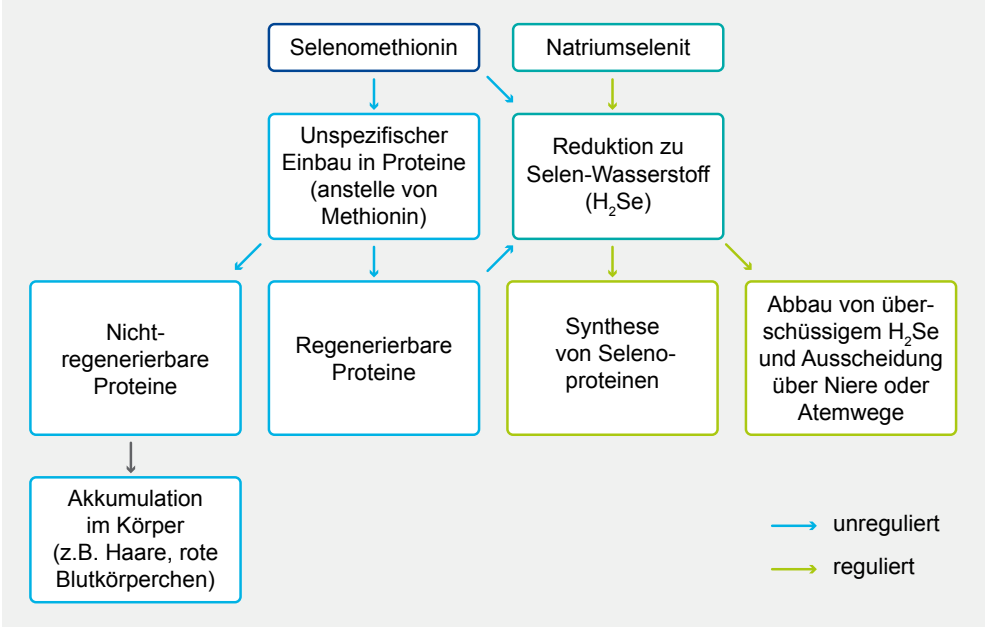 Selenomethionin
Natriumselenit
Unspezifischer
Einbau in Proteine
(anstelle von
Methionin)
Reduktion zu
Selen-Wasserstoff
(H₂Se)
Nicht-
regenerierbare
Proteine
Regenerierbare
Proteine
Synthese
von Seleno-
proteinen
Abbau von über-
schüssigem H₂Se
und Ausscheidung
über Niere oder
Atemwege
Akkumulation
im Körper
(z.B. Haare, rote
Blutkörperchen)
unreguliert
reguliert